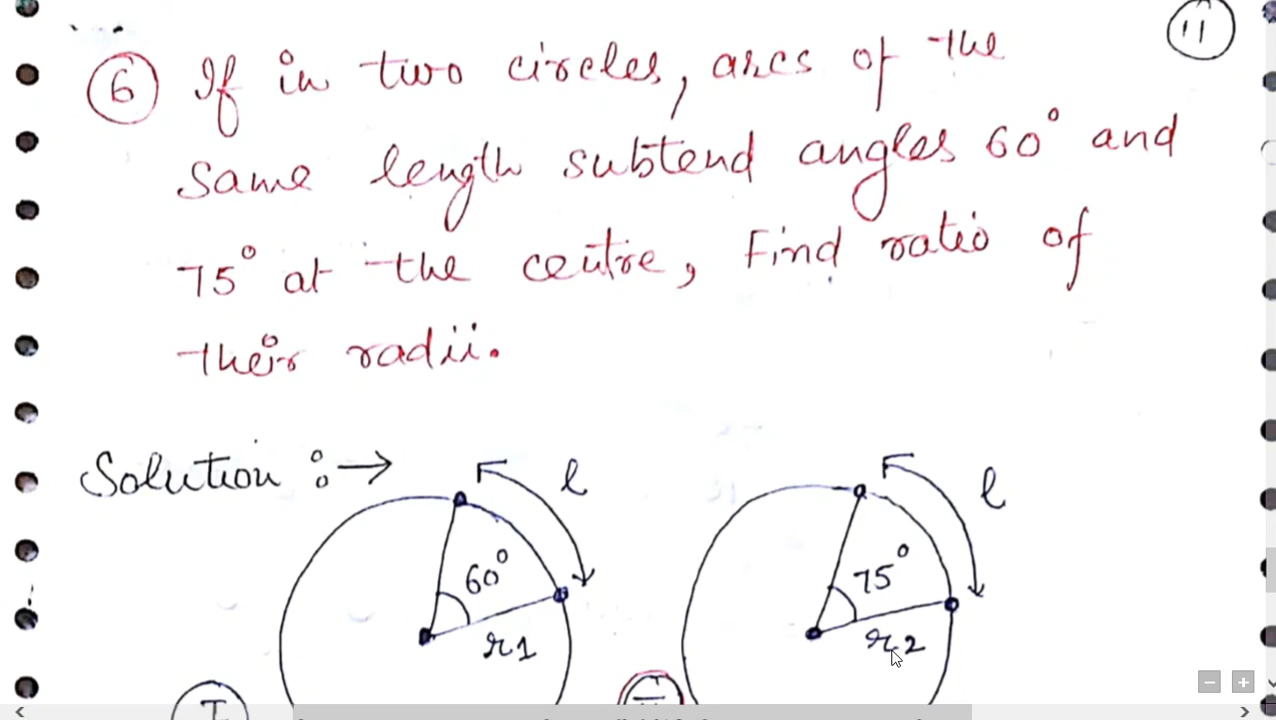 11
6 If in two circles, arcs of the
same length subtend angles 60° and
75° at the centre, Find ratio of
their radii.
Solution :→
l
l
60°
75°
r1
r2
I